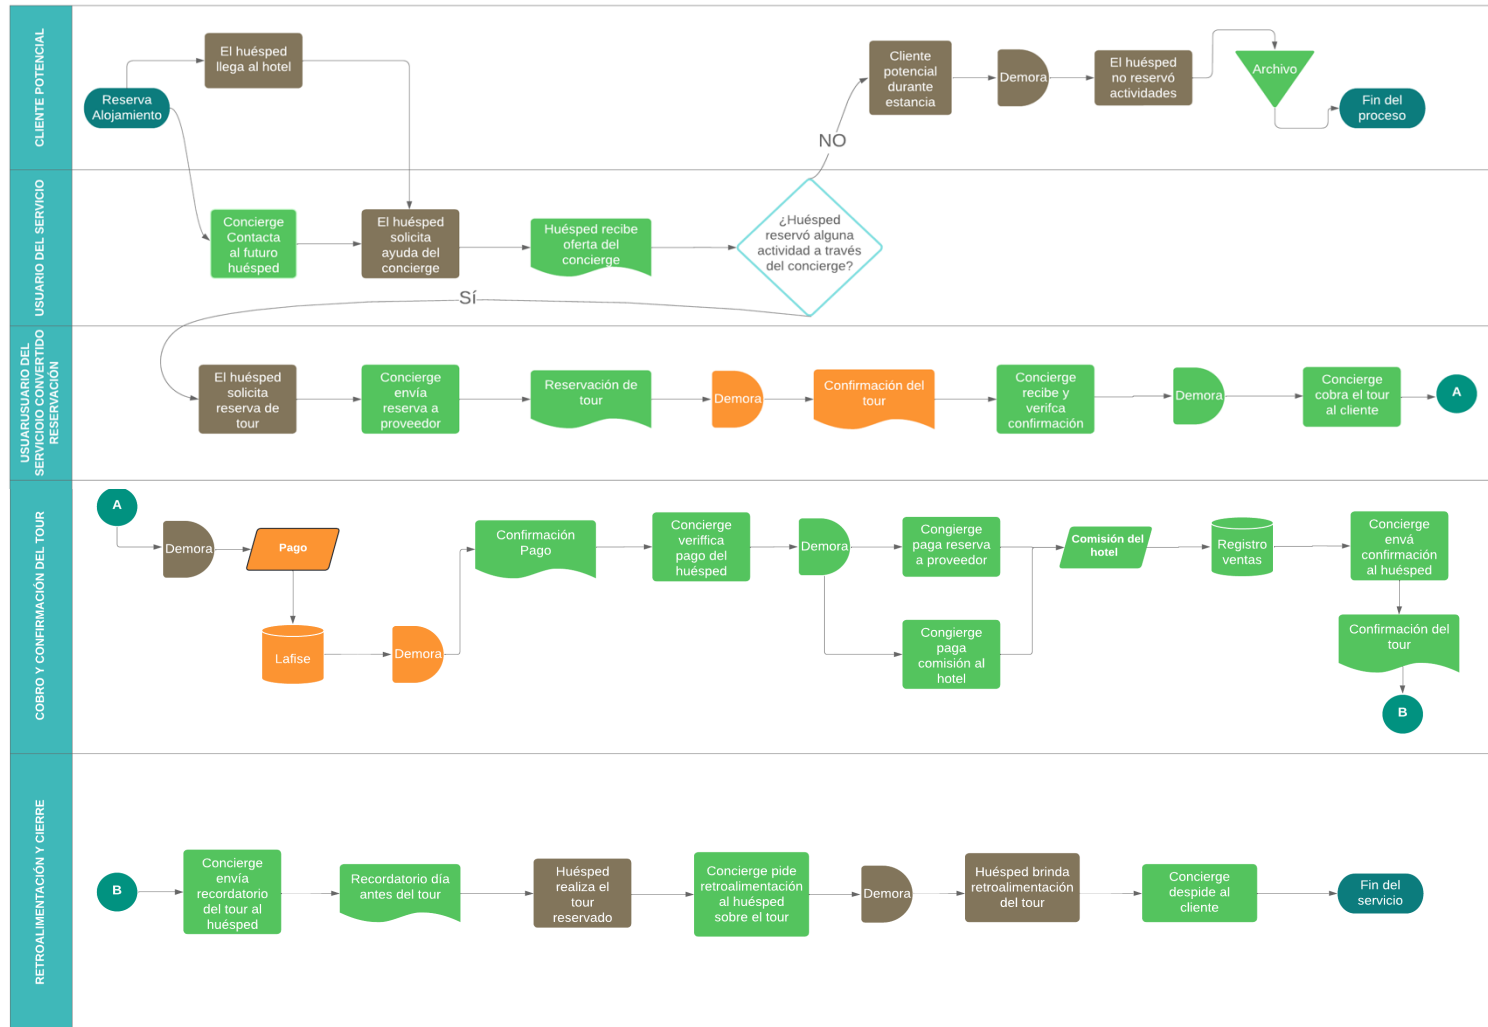 CLIENTE POTENCIAL
El huésped
llega al hotel
Reserva
Alojamiento
Cliente
potencial
durante
estancia
Demora
El huésped
no reservó
actividades
Archivo
Fin del
proceso
NO
USUARIO DEL SERVICIO
Concierge
Contacta
al futuro
huésped
El huésped
solicita
ayuda del
concierge
Huésped recibe
oferta del
concierge
¿Huésped
reservó alguna
actividad a través
del concierge?
Sí
USUARIUSUARIO DEL
SERVICIOIO CONVERTIDO
RESERVACIÓN
El huésped
solicita
reserva de
tour
Concierge
envía
reserva a
proveedor
Reservación de
tour
Demora
Confirmación del
tour
Concierge
recibe y
verifca
confirmación
Demora
Concierge
cobra el tour
al cliente
A
COBRO Y CONFIRMACIÓN DEL TOUR
A
Demora
Pago
Lafise
Demora
Confirmación
Pago
Concierge
veriffica
pago del
huésped
Demora
Congierge
paga reserva
a proveedor
Congierge
paga
comisión al
hotel
Comisión del
hotel
Registro
ventas
Concierge
envá
confirmación
al huésped
Confirmación del
tour
B
RETROALIMENTACIÓN Y CIERRE
B
Concierge
envía
recordatorio
del tour al
huésped
Recordatorio día
antes del tour
Huésped
realiza el
tour
reservado
Concierge pide
retroalimentación
al huésped
sobre el tour
Demora
Huésped brinda
retroalimentación
del tour
Concierge
despide al
cliente
Fin del
servicio